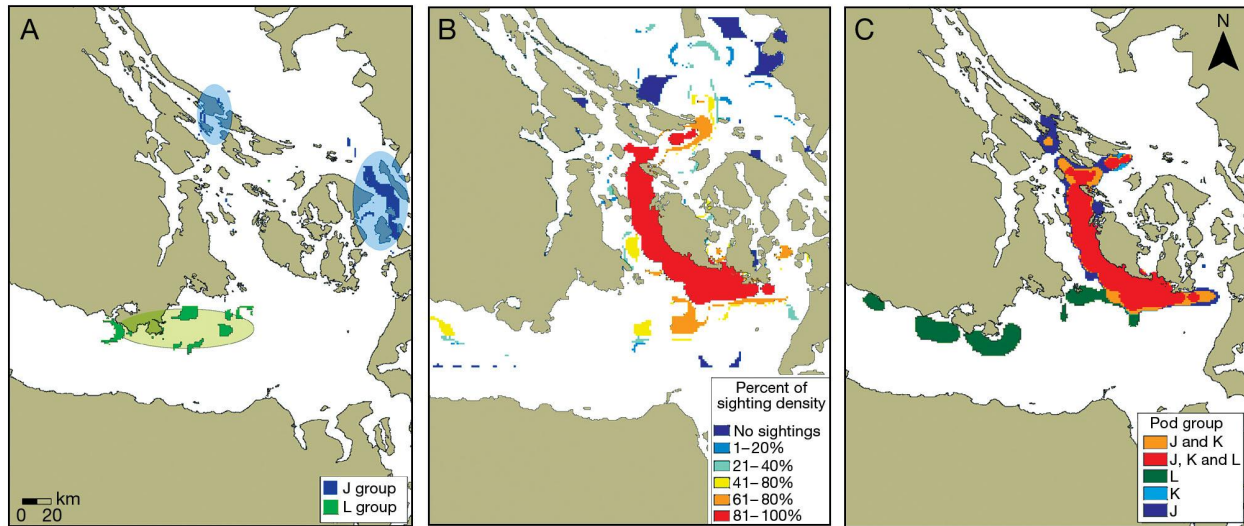 A
J group
L group
km
0 20
B
Percent of
sighting density
No sightings
1–20%
21–40%
41–80%
61–80%
81–100%
C
N
Pod group
J and K
J, K and L
L
K
J